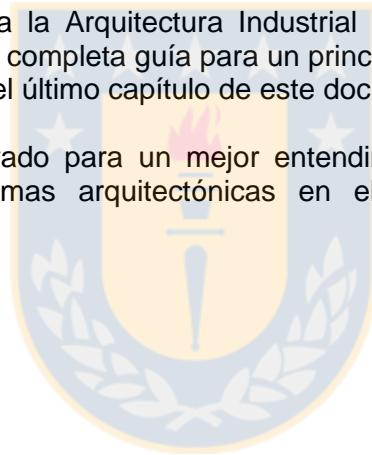 a la Arquitectura Industrial
completa guía para un princ
el último capítulo de este doc
ado para un mejor entendi
mas arquitectónicas en el